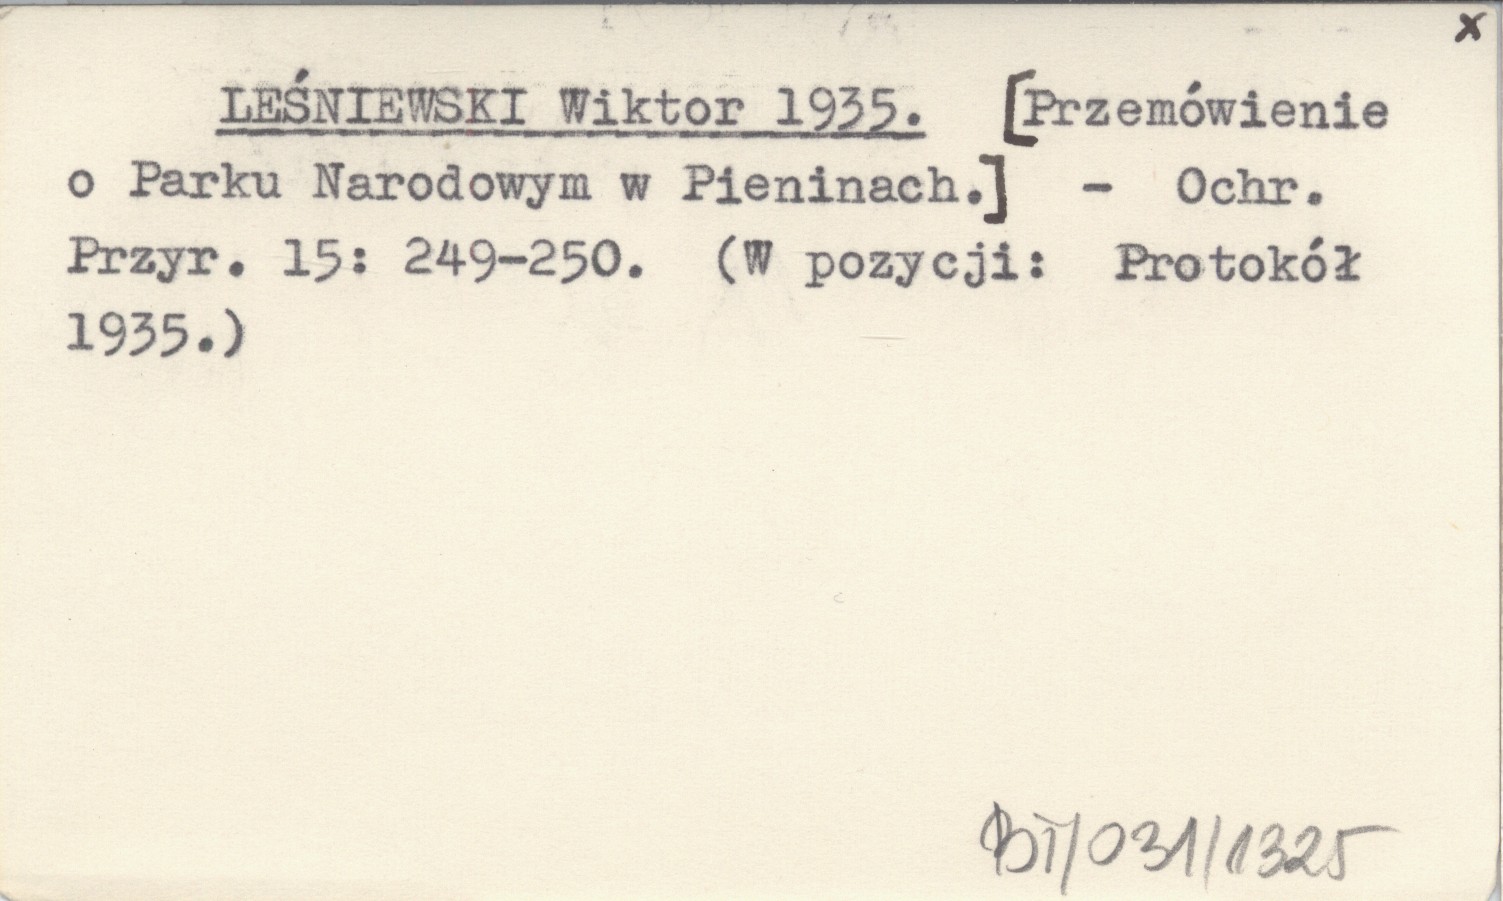 x
LEŚNIEWSKI Wiktor 1935. [Przemówienie
o Parku Narodowym w Pieninach.] - Ochr.
Przyr. 15: 249-250. (W pozycji: Protokół
1935.)
BT/031/1325